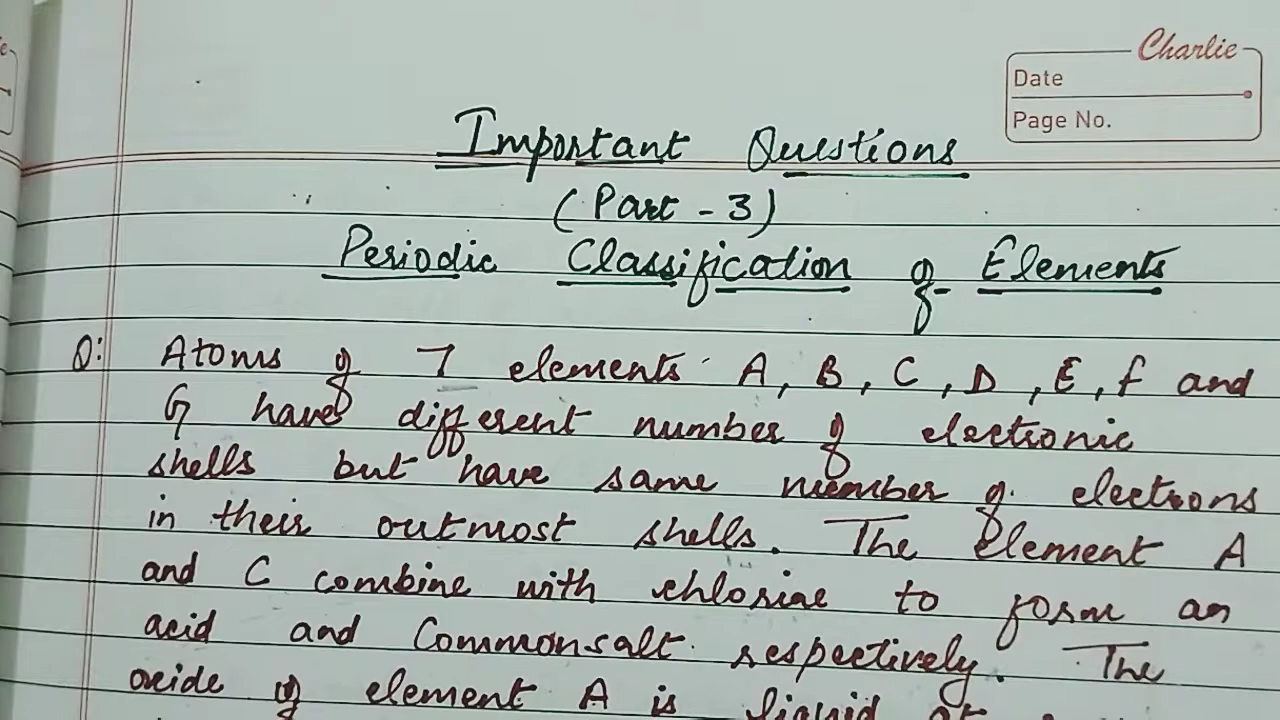 Charlie
Date
Page No.
Important Questions
(Part - 3)
Periodic Classification of Elements
Q: Atoms of 7 elements A, B, C, D, E, f and
G have different number of electronic
shells but have same number of electrons
in their outmost shells. The element A
and C combine with chlorine to form an
acid and Commonsalt respectively. The
oxide of element A is liquid at